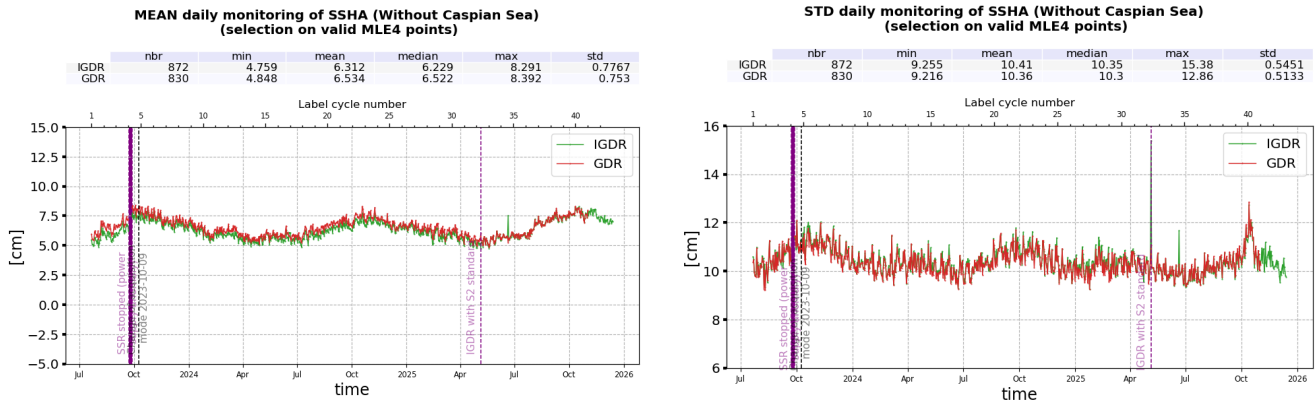 MEAN daily monitoring of SSHA (Without Caspian Sea)
(selection on valid MLE4 points)
nbr min mean median max std
IGDR 872 4.759 6.312 6.229 8.291 0.7767
GDR 830 4.848 6.534 6.522 8.392 0.753
Label cycle number
1 5 10 15 20 25 30 35 40
15.0
12.5
10.0
7.5
5.0
2.5
0.0
−2.5
−5.0
[cm]
IGDR
GDR
SSR stopped (power
mode 2023-10-09
IGDR with S2 standar
Jul Oct 2024 Apr Jul Oct 2025 Apr Jul Oct 2026
time
STD daily monitoring of SSHA (Without Caspian Sea)
(selection on valid MLE4 points)
nbr min mean median max std
IGDR 872 9.255 10.41 10.35 15.38 0.5451
GDR 830 9.216 10.36 10.3 12.86 0.5133
Label cycle number
1 5 10 15 20 25 30 35 40
16
14
12
10
8
6
[cm]
IGDR
GDR
SSR stopped (power
mode 2023-10-09
IGDR with S2 standar
Jul Oct 2024 Apr Jul Oct 2025 Apr Jul Oct 2026
time